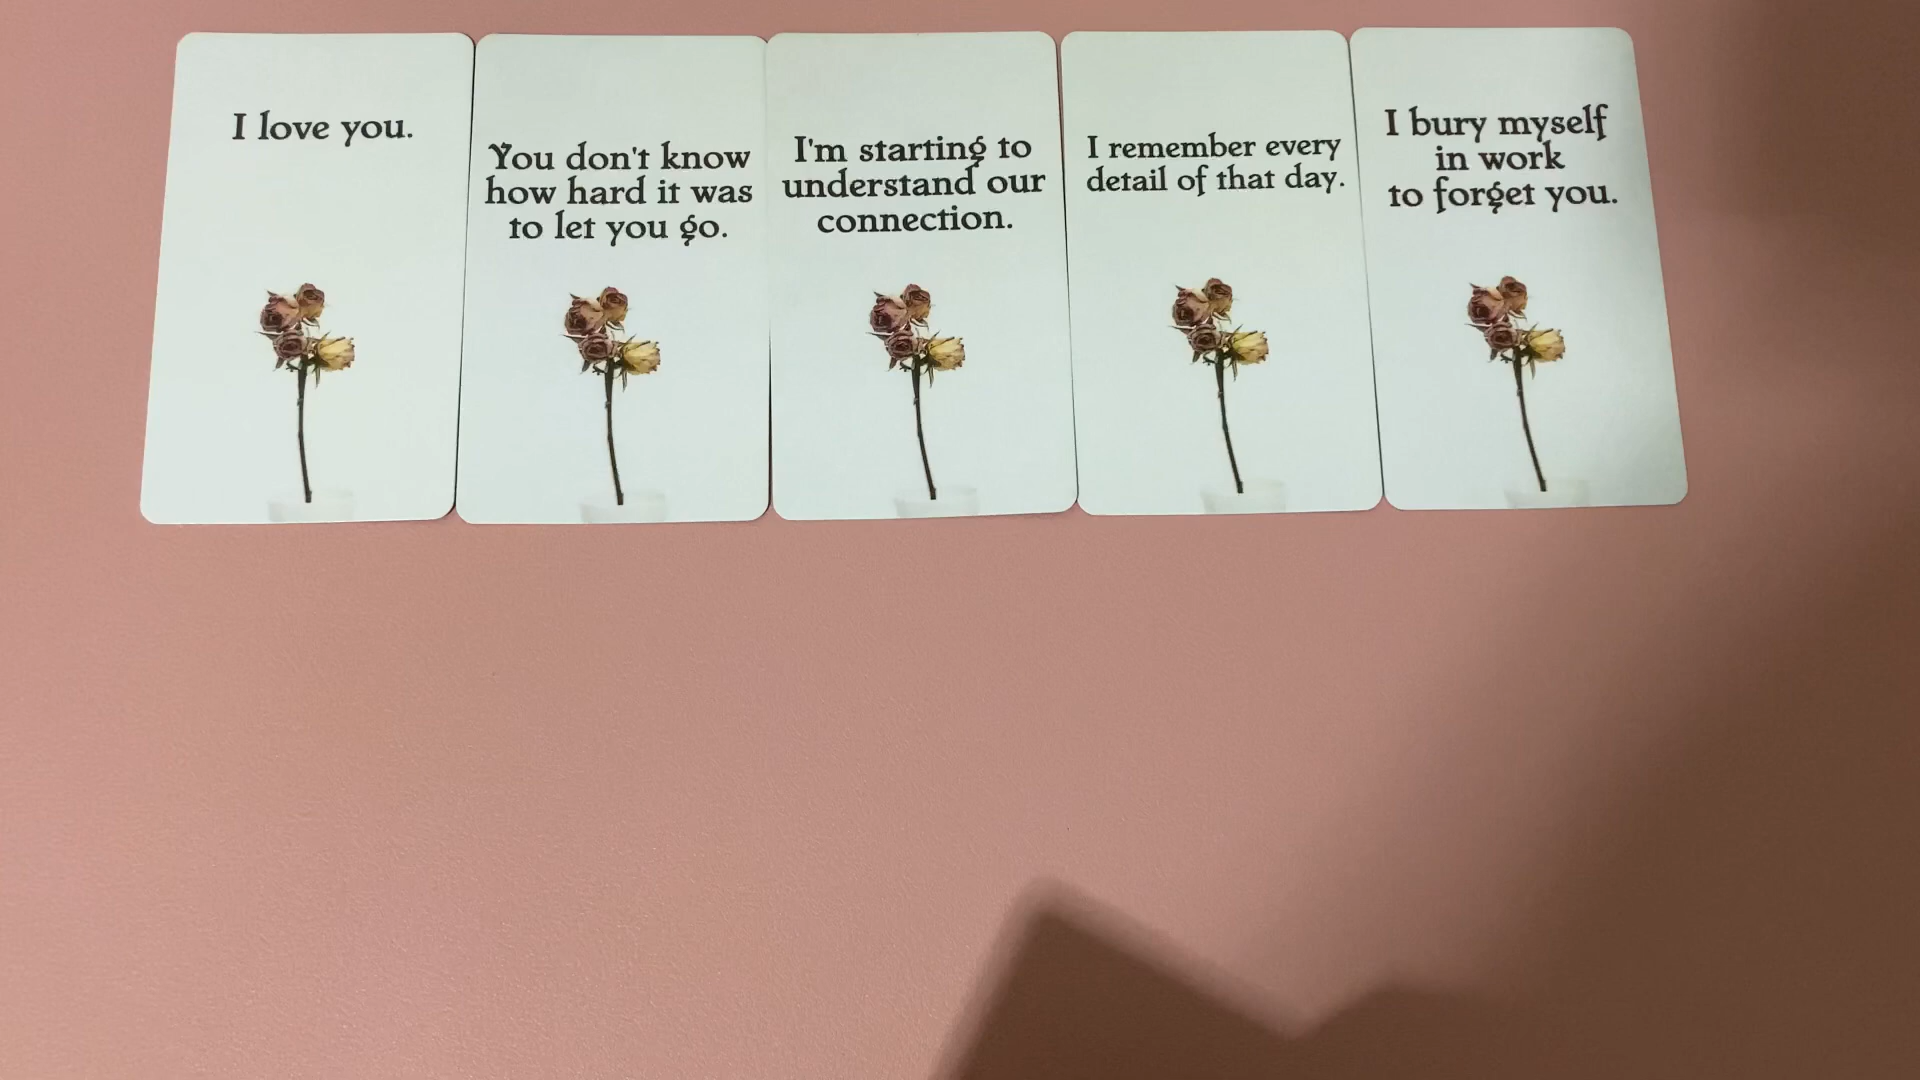 I love you.
You don't know
how hard it was
to let you go.
I'm starting to
understand our
connection.
I remember every
detail of that day.
I bury myself
in work
to forget you.